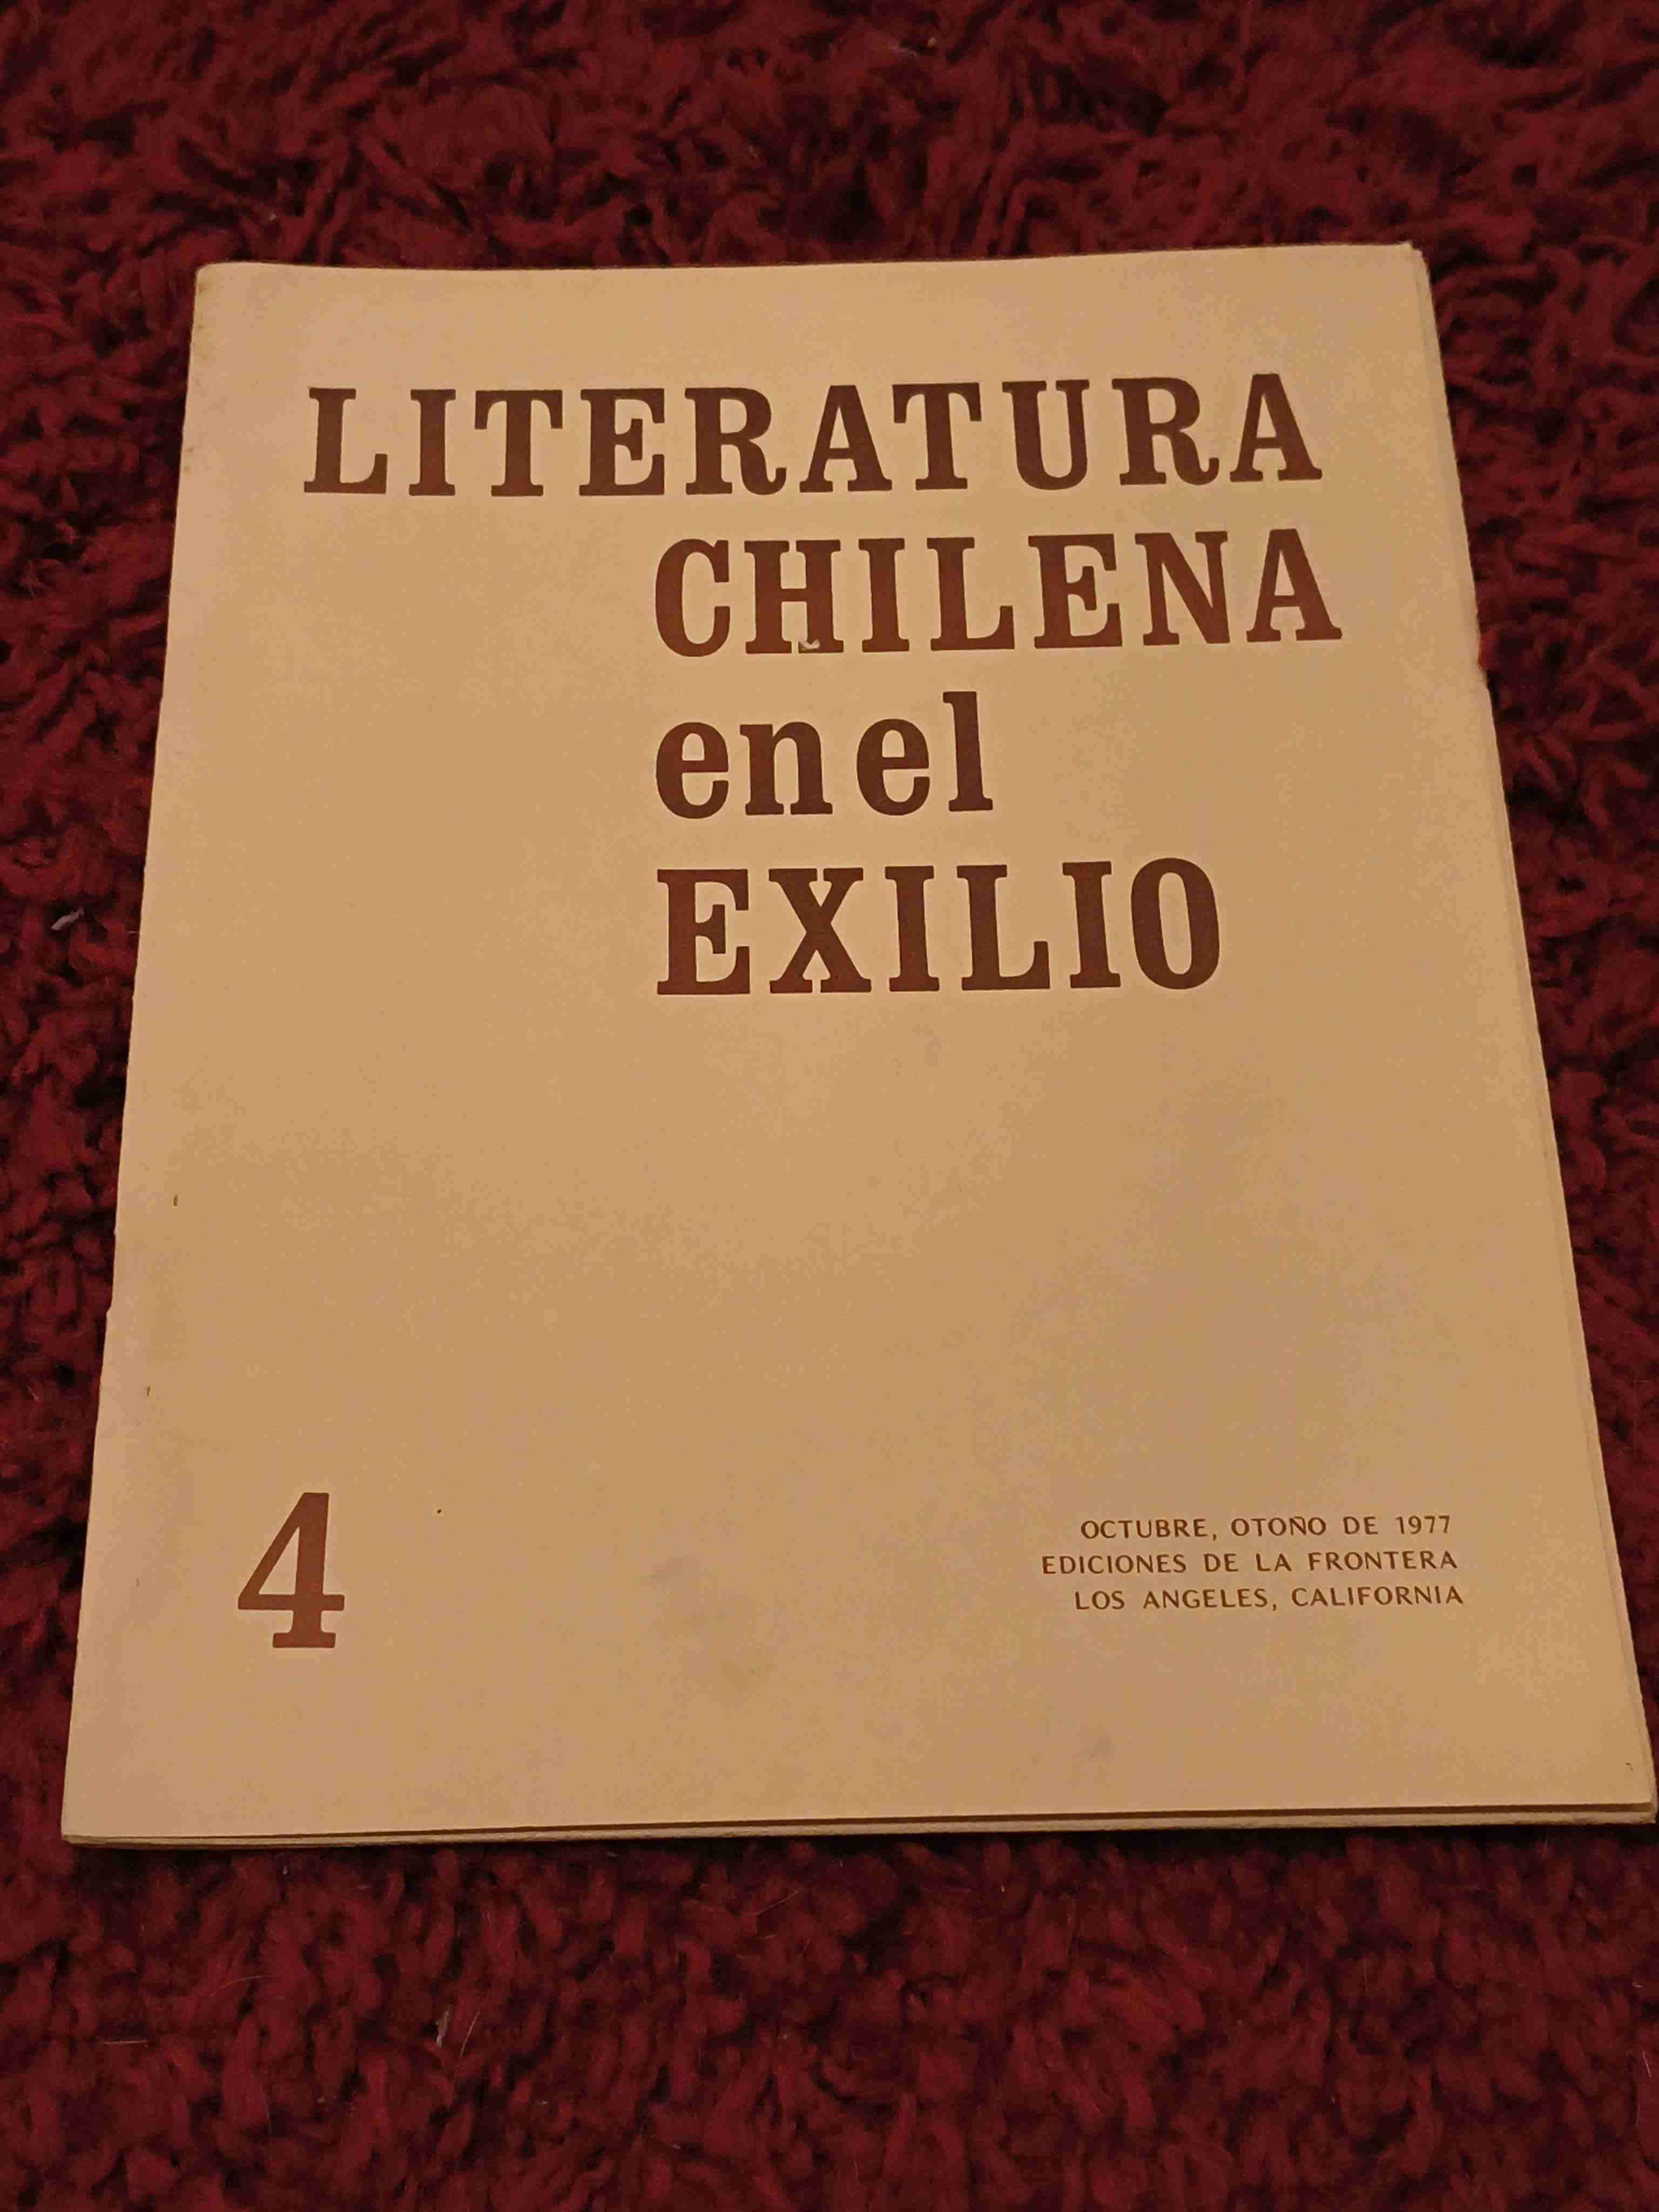 LITERATURA
CHILENA
en el
EXILIO
4
OCTUBRE, OTOÑO DE 1977
EDICIONES DE LA FRONTERA
LOS ANGELES, CALIFORNIA